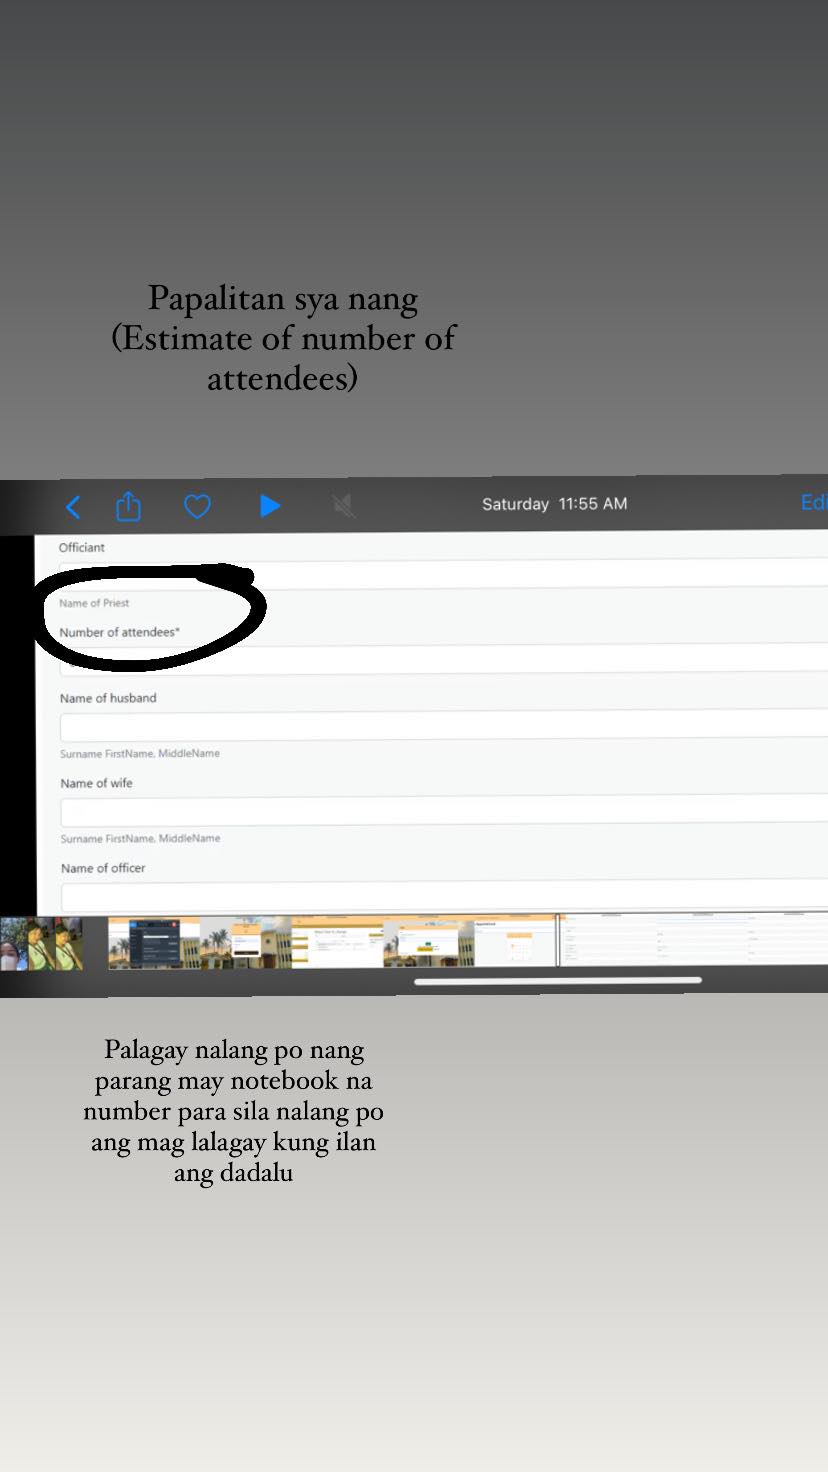 Papalitan sya nang
(Estimate of number of
attendees)
Saturday 11:55 AM
Edi
Officiant
Name of Priest
Number of attendees*
Name of husband
Surname FirstName, MiddleName
Name of wife
Surname FirstName, MiddleName
Name of officer
Palagay nalang po nang
parang may notebook na
number para sila nalang po
ang mag lalagay kung ilan
ang dadalu